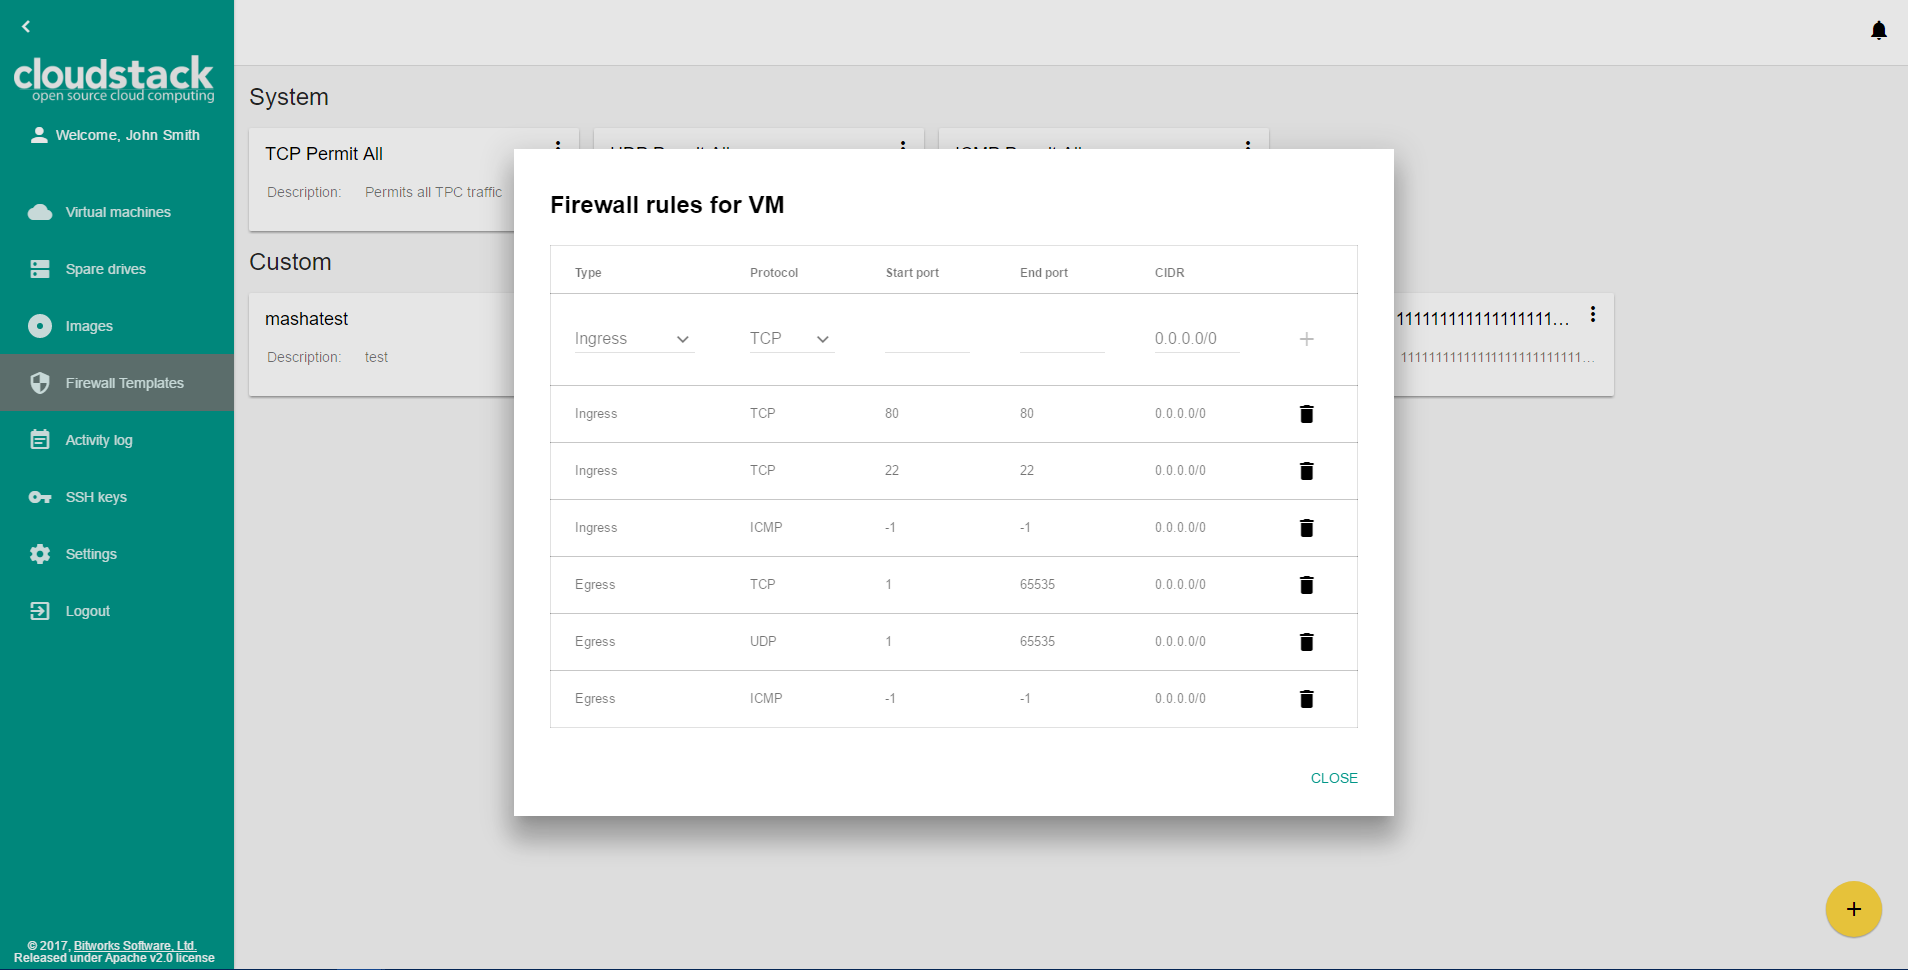 cloudstack
open source cloud computing
Welcome, John Smith
Virtual machines
Spare drives
Images
Firewall Templates
Activity log
SSH keys
Settings
Logout
© 2017, Bitworks Software, Ltd.
Released under Apache v2.0 license
System
TCP Permit All
Description: Permits all TPC traffic
Custom
mashatest
Description: test
Firewall rules for VM
Type Protocol Start port End port CIDR
Ingress TCP 0.0.0.0/0
Ingress TCP 80 80 0.0.0.0/0
Ingress TCP 22 22 0.0.0.0/0
Ingress ICMP -1 -1 0.0.0.0/0
Egress TCP 1 65535 0.0.0.0/0
Egress UDP 1 65535 0.0.0.0/0
Egress ICMP -1 -1 0.0.0.0/0
CLOSE